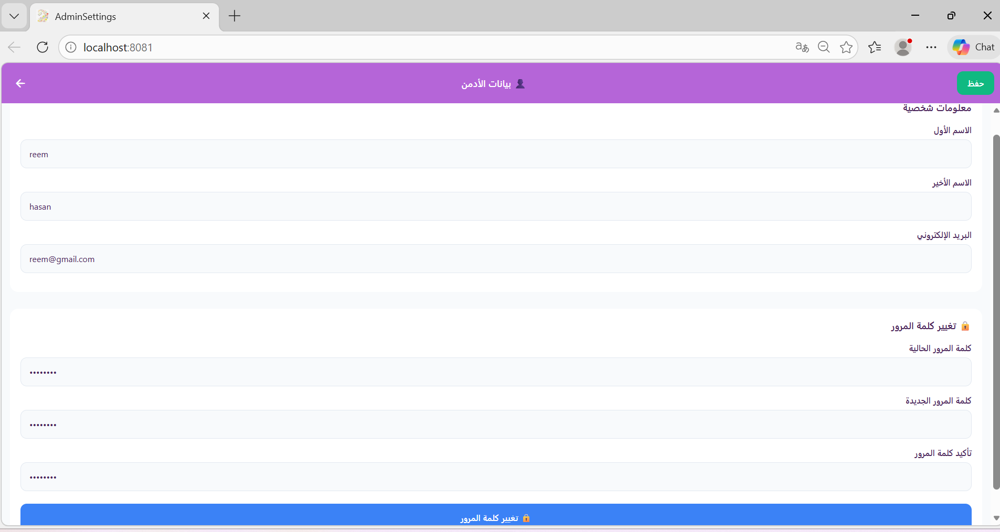 AdminSettings
localhost:8081
Chat
حفظ
بيانات الأدمن
معلومات شخصية
الاسم الأول
reem
الاسم الأخير
hasan
البريد الإلكتروني
reem@gmail.com
تغيير كلمة المرور
كلمة المرور الحالية
••••••••
كلمة المرور الجديدة
••••••••
تأكيد كلمة المرور
••••••••
تغيير كلمة المرور